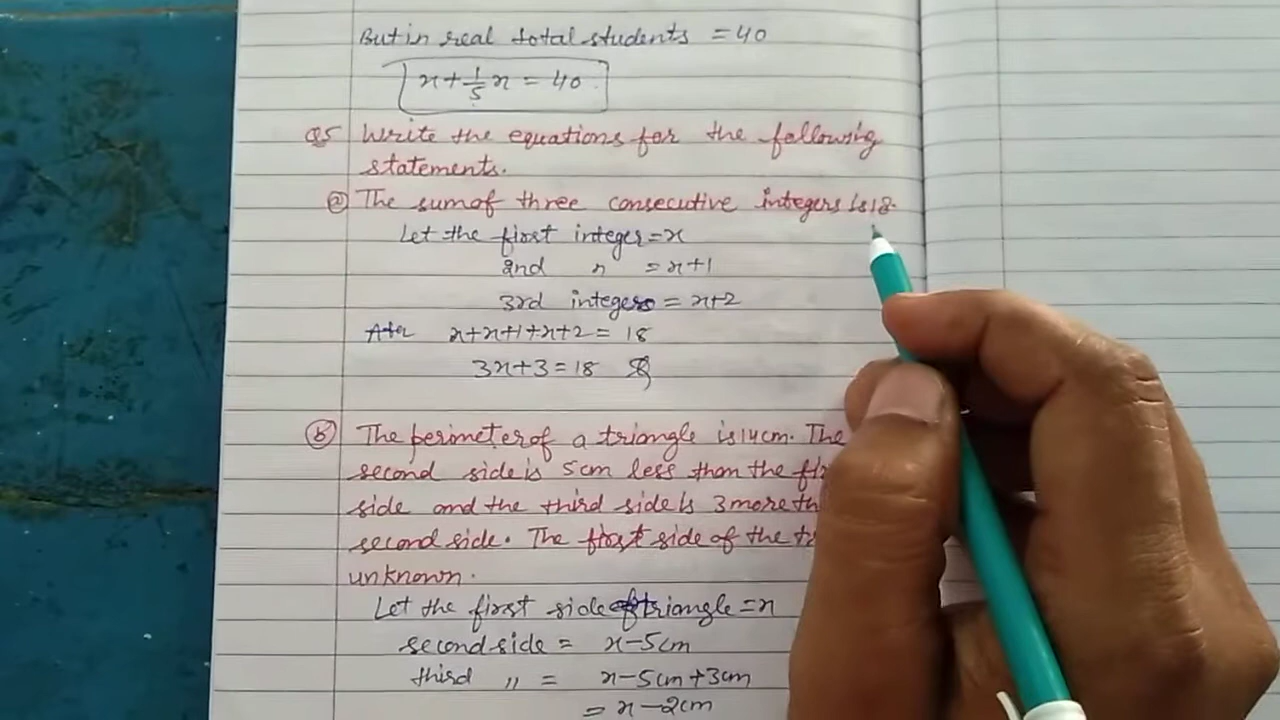 But in real total students = 40
x + 1/5 x = 40
Q5 Write the equations for the following
statements.
(a) The sum of three consecutive integers is 18.
Let the first integer = x
2nd " = x+1
3rd integers = x+2
x+x+1+x+2 = 18
3x+3 = 18
(b) The perimeter of a triangle is 14cm. The
second side is 5cm less than the
side and the third side is 3 more
second side. The first side of the
unknown.
Let the first side of triangle = x
second side = x-5cm
third " = x-5cm+3cm
= x-2cm